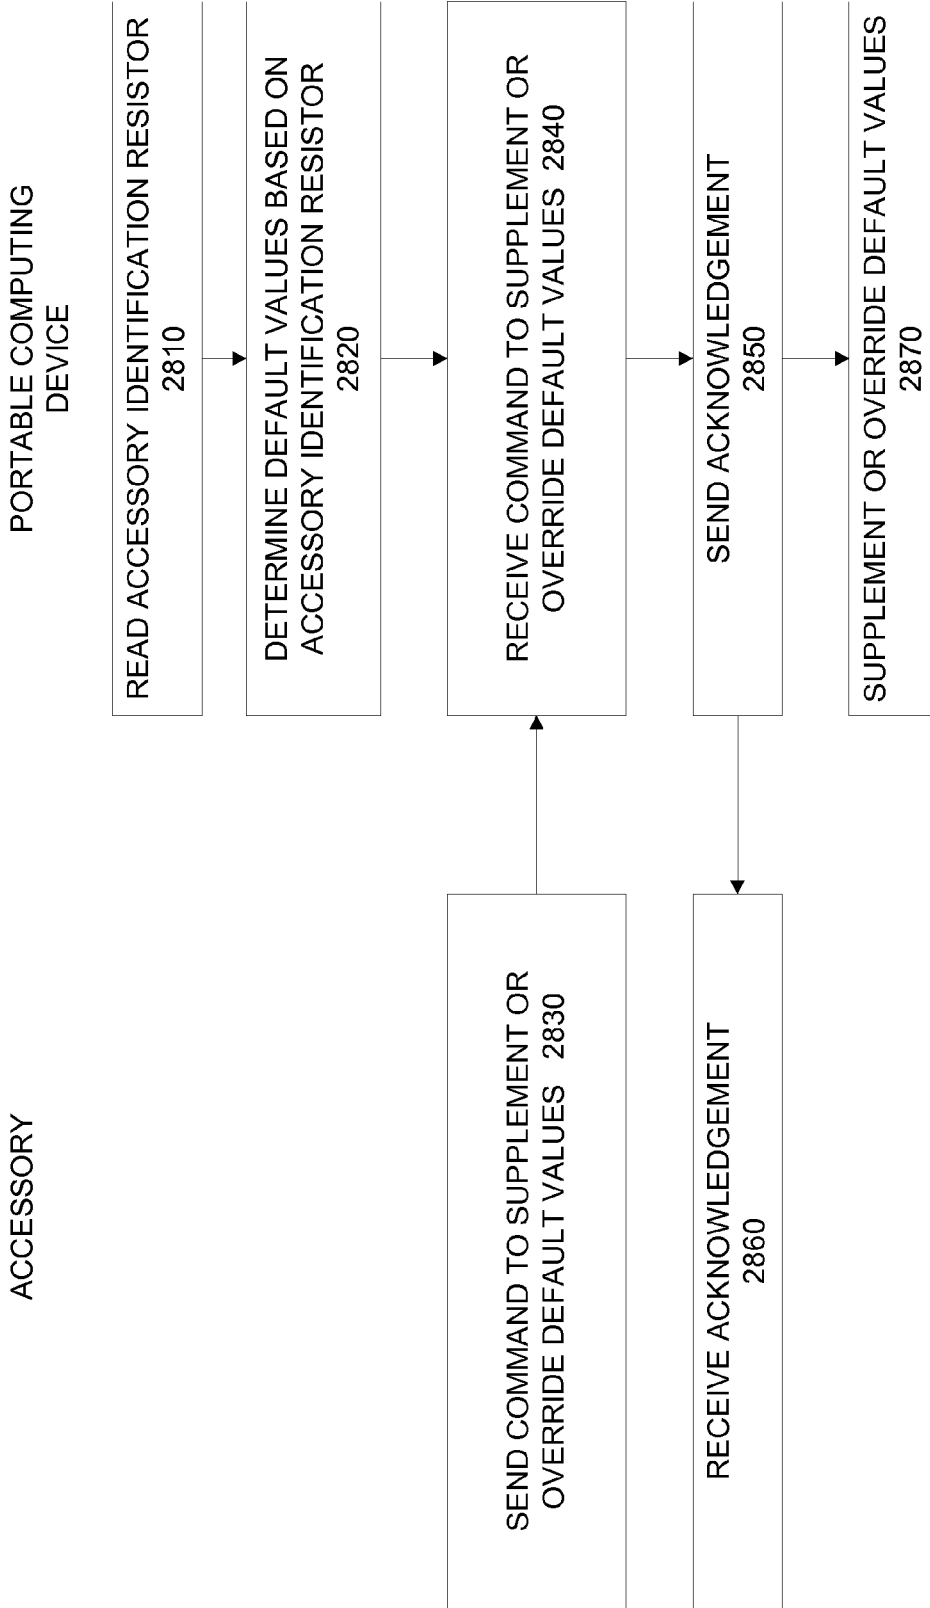 ACCESSORY
PORTABLE COMPUTING
DEVICE
READ ACCESSORY IDENTIFICATION RESISTOR
2810
DETERMINE DEFAULT VALUES BASED ON
ACCESSORY IDENTIFICATION RESISTOR
2820
SEND COMMAND TO SUPPLEMENT OR
OVERRIDE DEFAULT VALUES 2830
RECEIVE COMMAND TO SUPPLEMENT OR
OVERRIDE DEFAULT VALUES 2840
RECEIVE ACKNOWLEDGEMENT
2860
SEND ACKNOWLEDGEMENT
2850
SUPPLEMENT OR OVERRIDE DEFAULT VALUES
2870